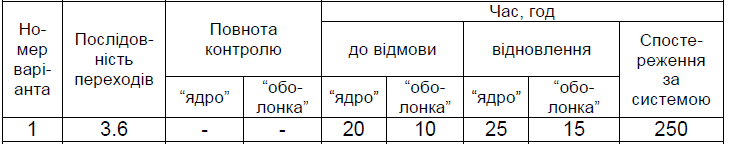 Но-
мер
варі-
анта
Послідов-
ність
переходів
Повнота
контролю
Час, год
до відмови
відновлення
Спосте-
реження
за
системою
“ядро”
“обо-
лонка”
“ядро”
“обо-
лонка”
“ядро”
“обо-
лонка”
1 3.6 - - 20 10 25 15 250